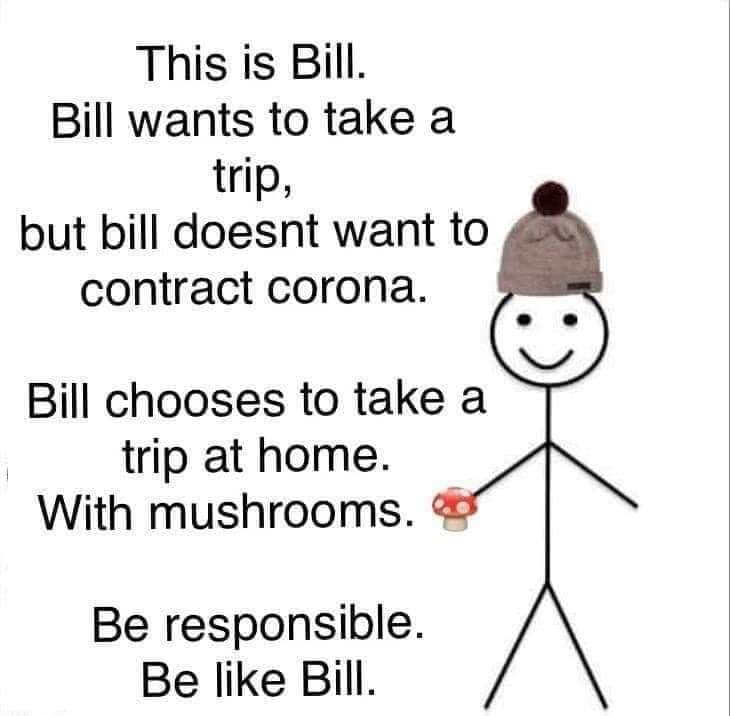 This is Bill.
Bill wants to take a
trip,
but bill doesnt want to
contract corona.
Bill chooses to take a
trip at home.
With mushrooms. 🍄
Be responsible.
Be like Bill.